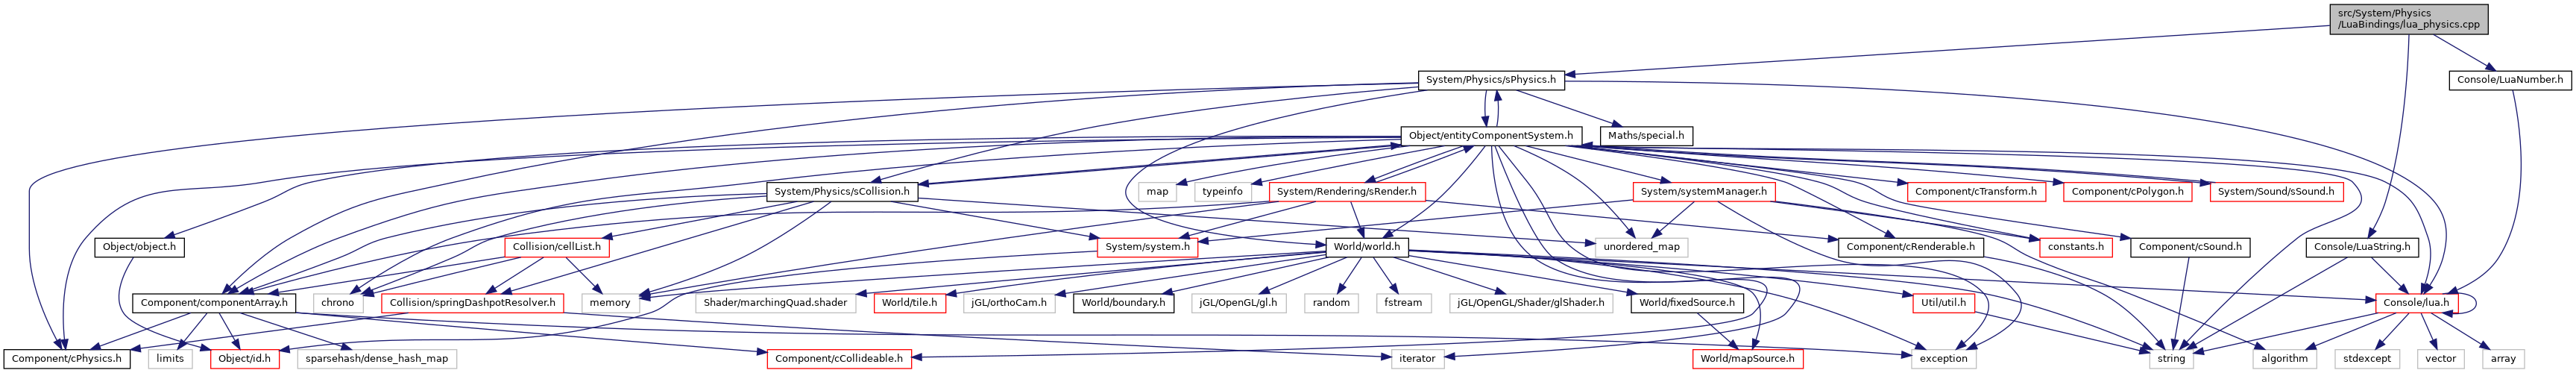 src/System/Physics
/LuaBindings/lua_physics.cpp
System/Physics/sPhysics.h
Console/LuaNumber.h
Object/entityComponentSystem.h
Maths/special.h
System/Physics/sCollision.h
map
typeinfo
System/Rendering/sRender.h
System/systemManager.h
Component/cTransform.h
Component/cPolygon.h
System/Sound/sSound.h
Object/object.h
Collision/cellList.h
System/system.h
World/world.h
unordered_map
Component/cRenderable.h
constants.h
Component/cSound.h
Console/LuaString.h
Component/componentArray.h
chrono
Collision/springDashpotResolver.h
memory
Shader/marchingQuad.shader
World/tile.h
jGL/orthoCam.h
World/boundary.h
jGL/OpenGL/gl.h
random
fstream
jGL/OpenGL/Shader/glShader.h
World/fixedSource.h
Util/util.h
Console/lua.h
Component/cPhysics.h
limits
Object/id.h
sparsehash/dense_hash_map
Component/cCollideable.h
iterator
World/mapSource.h
exception
string
algorithm
stdexcept
vector
array